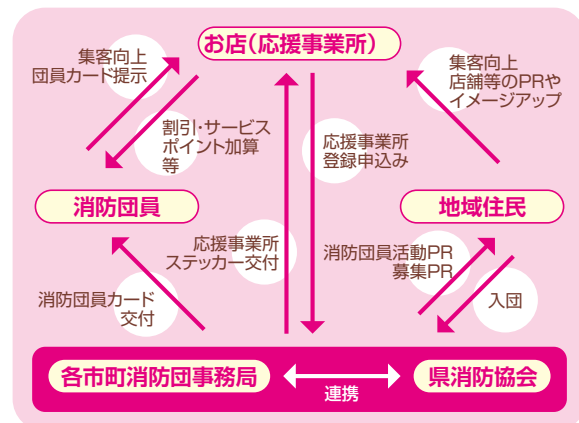 お店（応援事業所）
集客向上
団員カード提示
集客向上
店舗等のPRや
イメージアップ
割引・サービス
ポイント加算
等
応援事業所
登録申込み
消防団員
地域住民
応援事業所
ステッカー交付
消防団員活動PR
募集PR
消防団員カード
交付
入団
各市町消防団事務局
連携
県消防協会